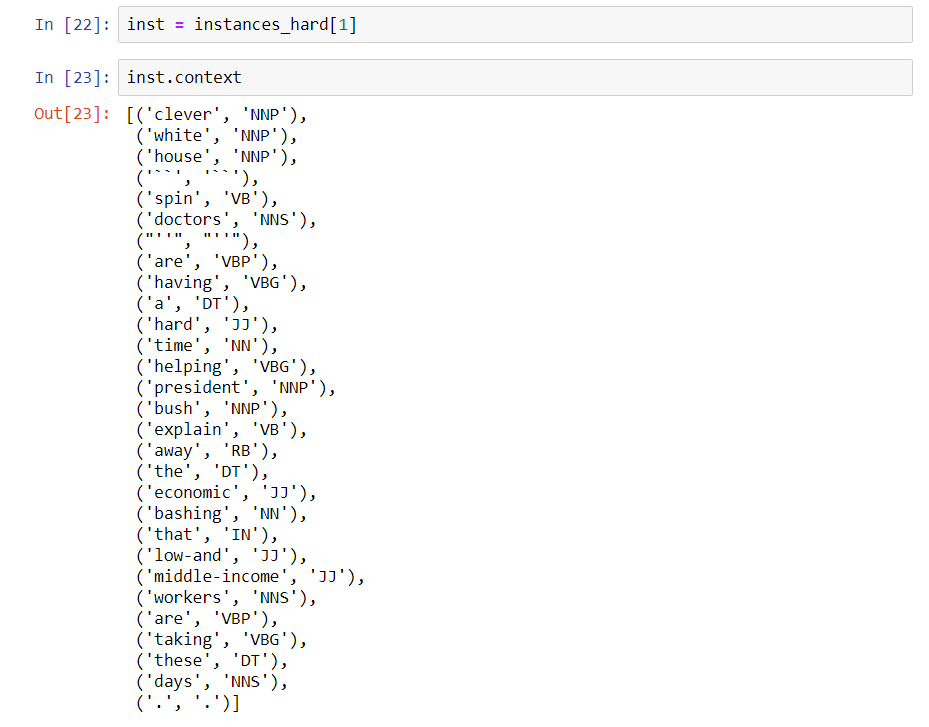 In [22]: inst = instances_hard[1]
In [23]: inst.context
Out[23]: [('clever', 'NNP'),
('white', 'NNP'),
('house', 'NNP'),
('``', '``'),
('spin', 'VB'),
('doctors', 'NNS'),
("''", "''"),
('are', 'VBP'),
('having', 'VBG'),
('a', 'DT'),
('hard', 'JJ'),
('time', 'NN'),
('helping', 'VBG'),
('president', 'NNP'),
('bush', 'NNP'),
('explain', 'VB'),
('away', 'RB'),
('the', 'DT'),
('economic', 'JJ'),
('bashing', 'NN'),
('that', 'IN'),
('low-and', 'JJ'),
('middle-income', 'JJ'),
('workers', 'NNS'),
('are', 'VBP'),
('taking', 'VBG'),
('these', 'DT'),
('days', 'NNS'),
('.', '.')]